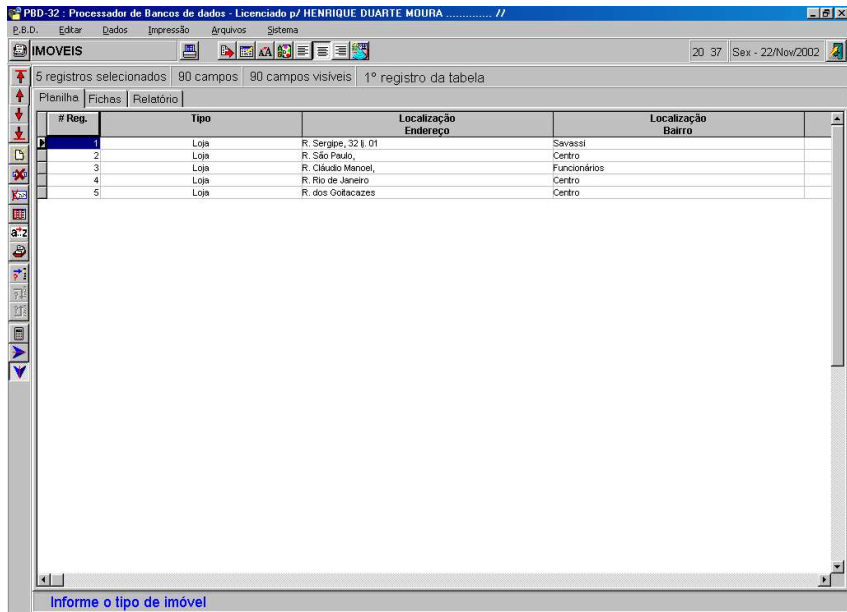 PBD-32 : Processador de Bancos de dados - Licenciado p/ HENRIQUE DUARTE MOURA .............. //
P.B.D. Editar Dados Impressão Arquivos Sistema
IMOVEIS 20 37 Sex - 22/Nov/2002
5 registros selecionados 90 campos 90 campos visíveis 1º registro da tabela
Planilha Fichas Relatório
# Reg. Tipo Localização Endereço Localização Bairro
1 Loja R. Sergipe, 32 lj. 01 Savassi
2 Loja R. São Paulo, Centro
3 Loja R. Cláudio Manoel, Funcionários
4 Loja R. Rio de Janeiro Centro
5 Loja R. dos Goitacazes Centro
Informe o tipo de imóvel